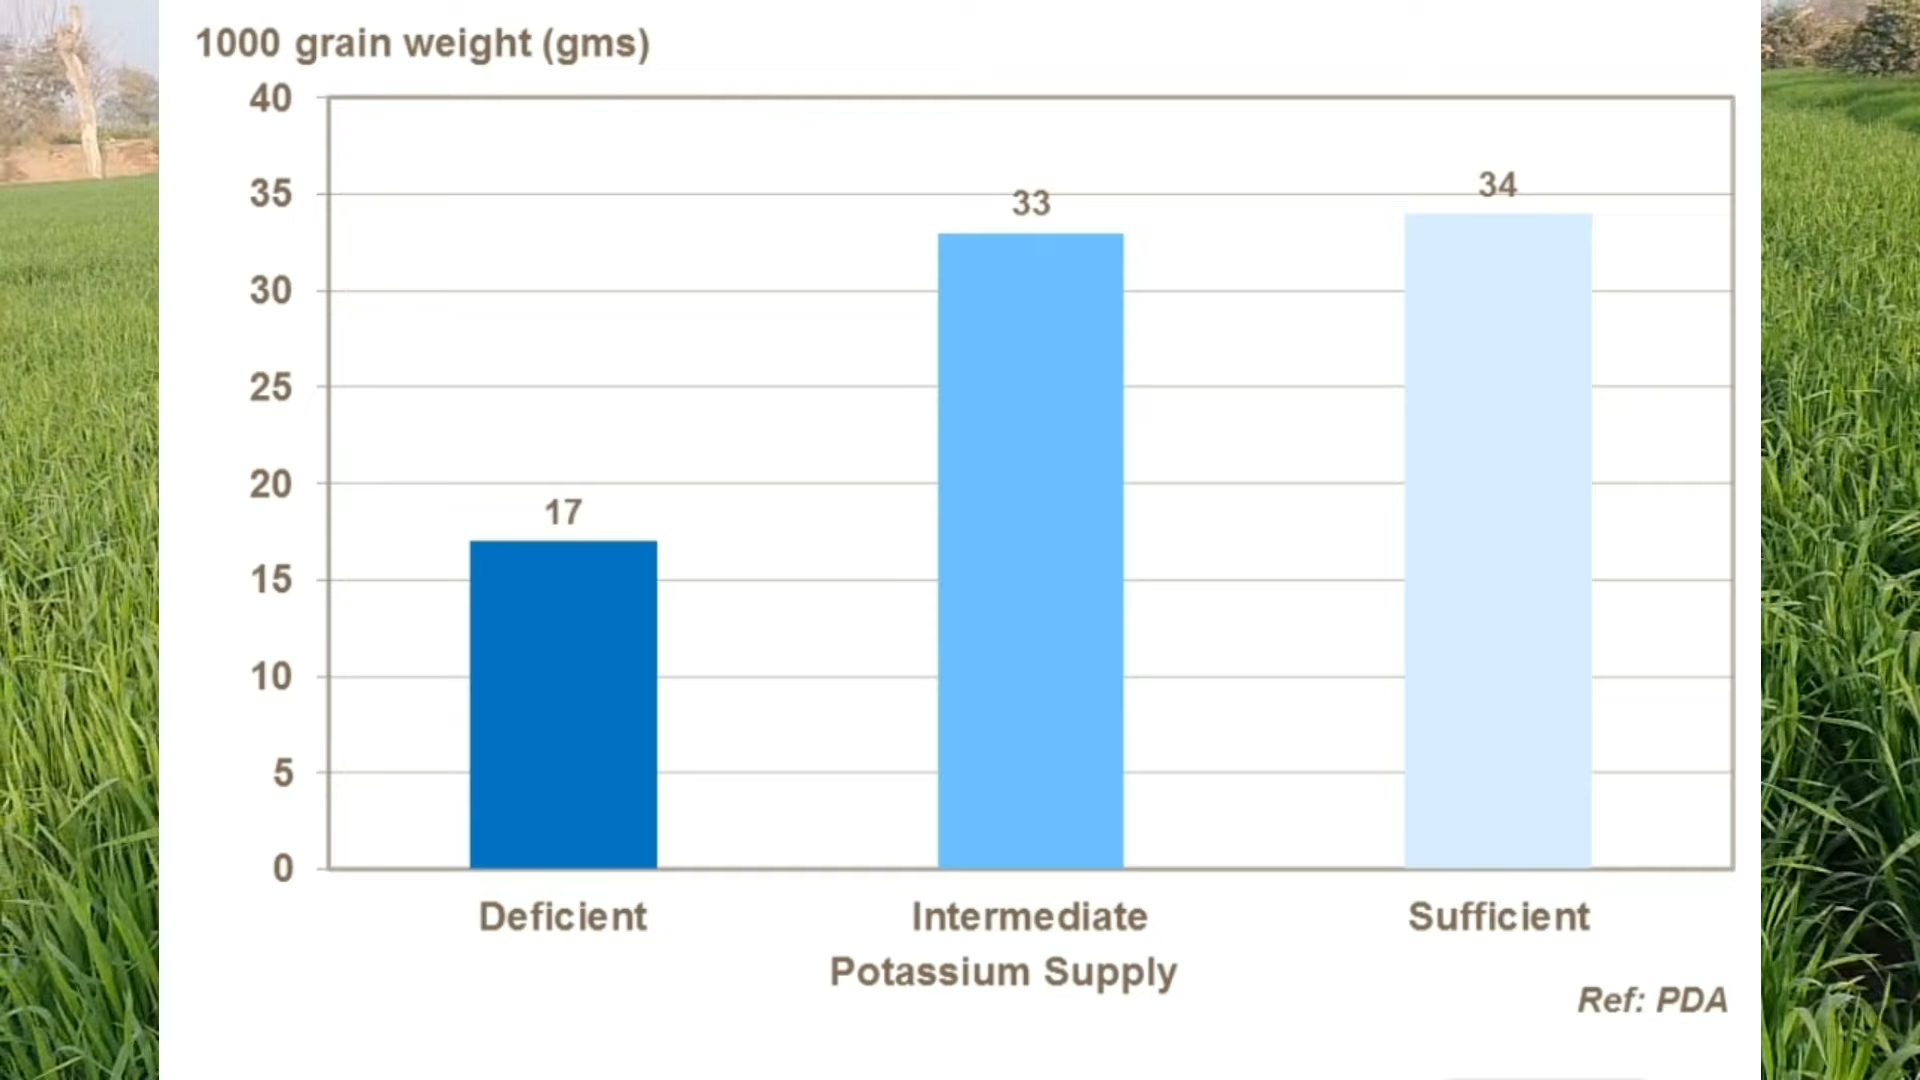 1000 grain weight (gms)
40
35
30
25
20
15
10
5
0
17
33
34
Deficient
Intermediate
Sufficient
Potassium Supply
Ref: PDA